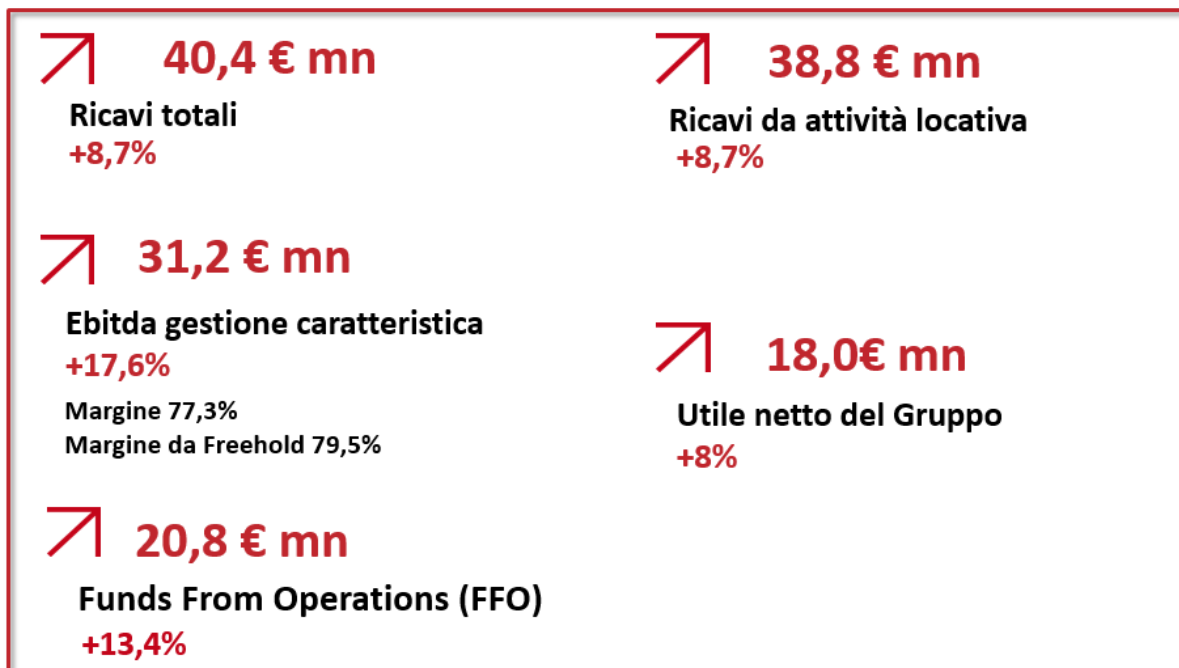 40,4 € mn
Ricavi totali
+8,7%
38,8 € mn
Ricavi da attività locativa
+8,7%
31,2 € mn
Ebitda gestione caratteristica
+17,6%
Margine 77,3%
Margine da Freehold 79,5%
18,0€ mn
Utile netto del Gruppo
+8%
20,8 € mn
Funds From Operations (FFO)
+13,4%